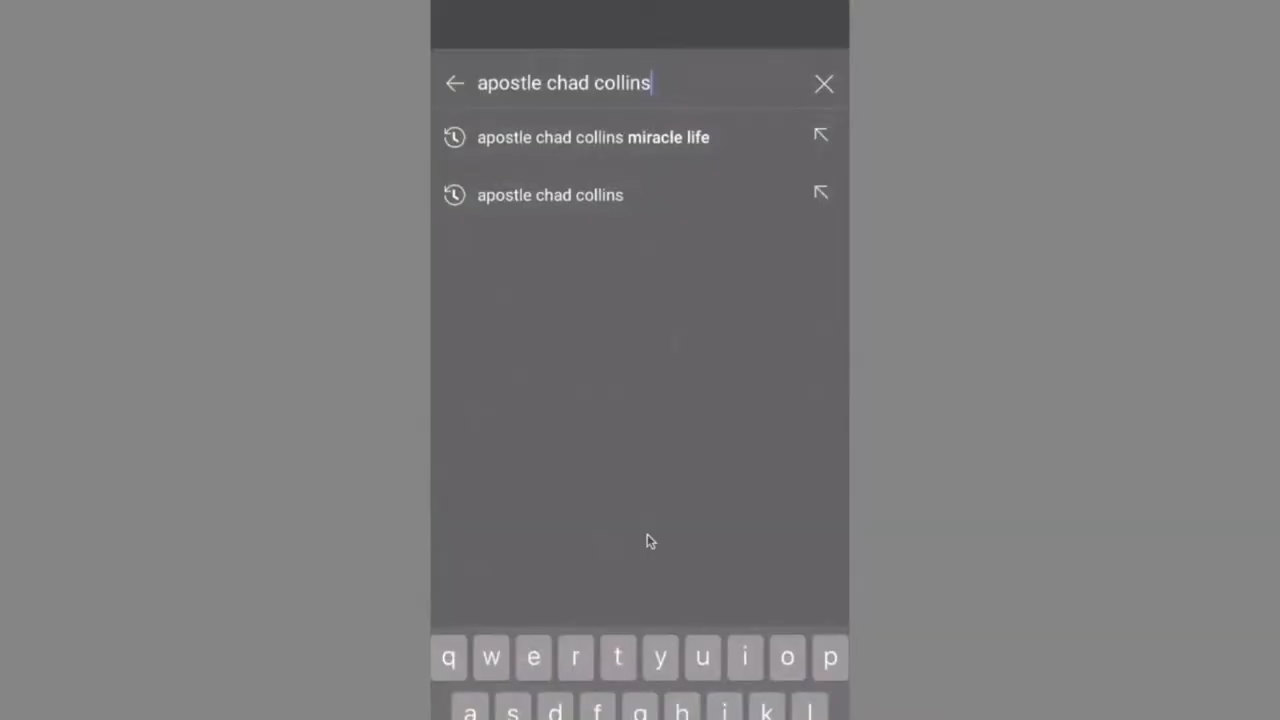 apostle chad collins
apostle chad collins miracle life
apostle chad collins
q w e r t y u i o p
a s d f g h j k l